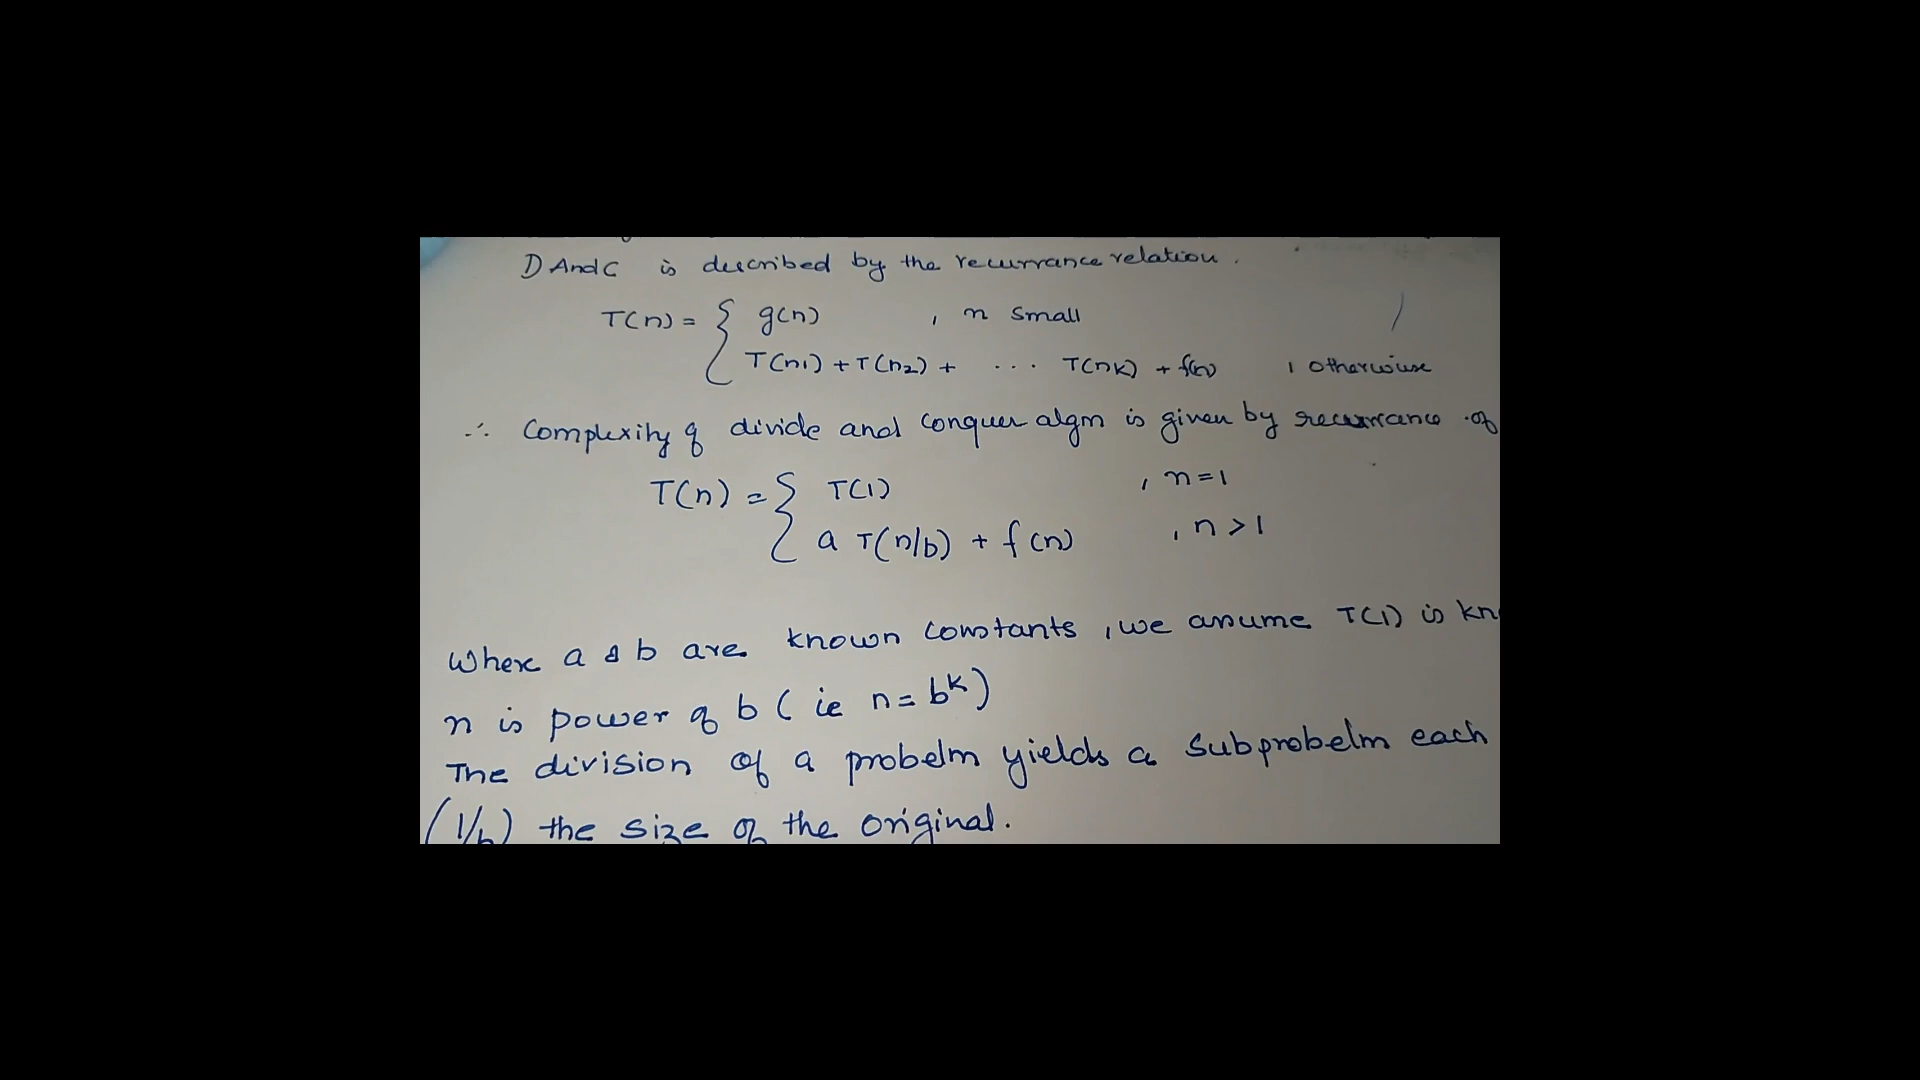 D And C is described by the recurrance relation.
T(n) = { g(n) , n small
T(n1) + T(n2) + ... T(nk) + f(n) , otherwise
∴ Complexity of divide and conquer algm is given by recurrance of
T(n) = { T(1) , n=1
a T(n/b) + f(n) , n>1
Where a & b are known constants, we assume T(1) is kn
n is power of b (ie n = b^k)
The division of a probelm yields a subprobelm each
(1/b) the size of the original.